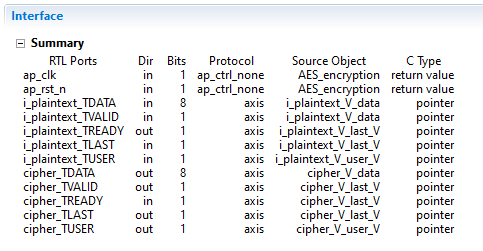 Interface
Summary
RTL Ports Dir Bits Protocol Source Object C Type
ap_clk in 1 ap_ctrl_none AES_encryption return value
ap_rst_n in 1 ap_ctrl_none AES_encryption return value
i_plaintext_TDATA in 8 axis i_plaintext_V_data pointer
i_plaintext_TVALID in 1 axis i_plaintext_V_data pointer
i_plaintext_TREADY out 1 axis i_plaintext_V_last_V pointer
i_plaintext_TLAST in 1 axis i_plaintext_V_last_V pointer
i_plaintext_TUSER in 1 axis i_plaintext_V_user_V pointer
cipher_TDATA out 8 axis cipher_V_data pointer
cipher_TVALID out 1 axis cipher_V_last_V pointer
cipher_TREADY in 1 axis cipher_V_last_V pointer
cipher_TLAST out 1 axis cipher_V_last_V pointer
cipher_TUSER out 1 axis cipher_V_user_V pointer